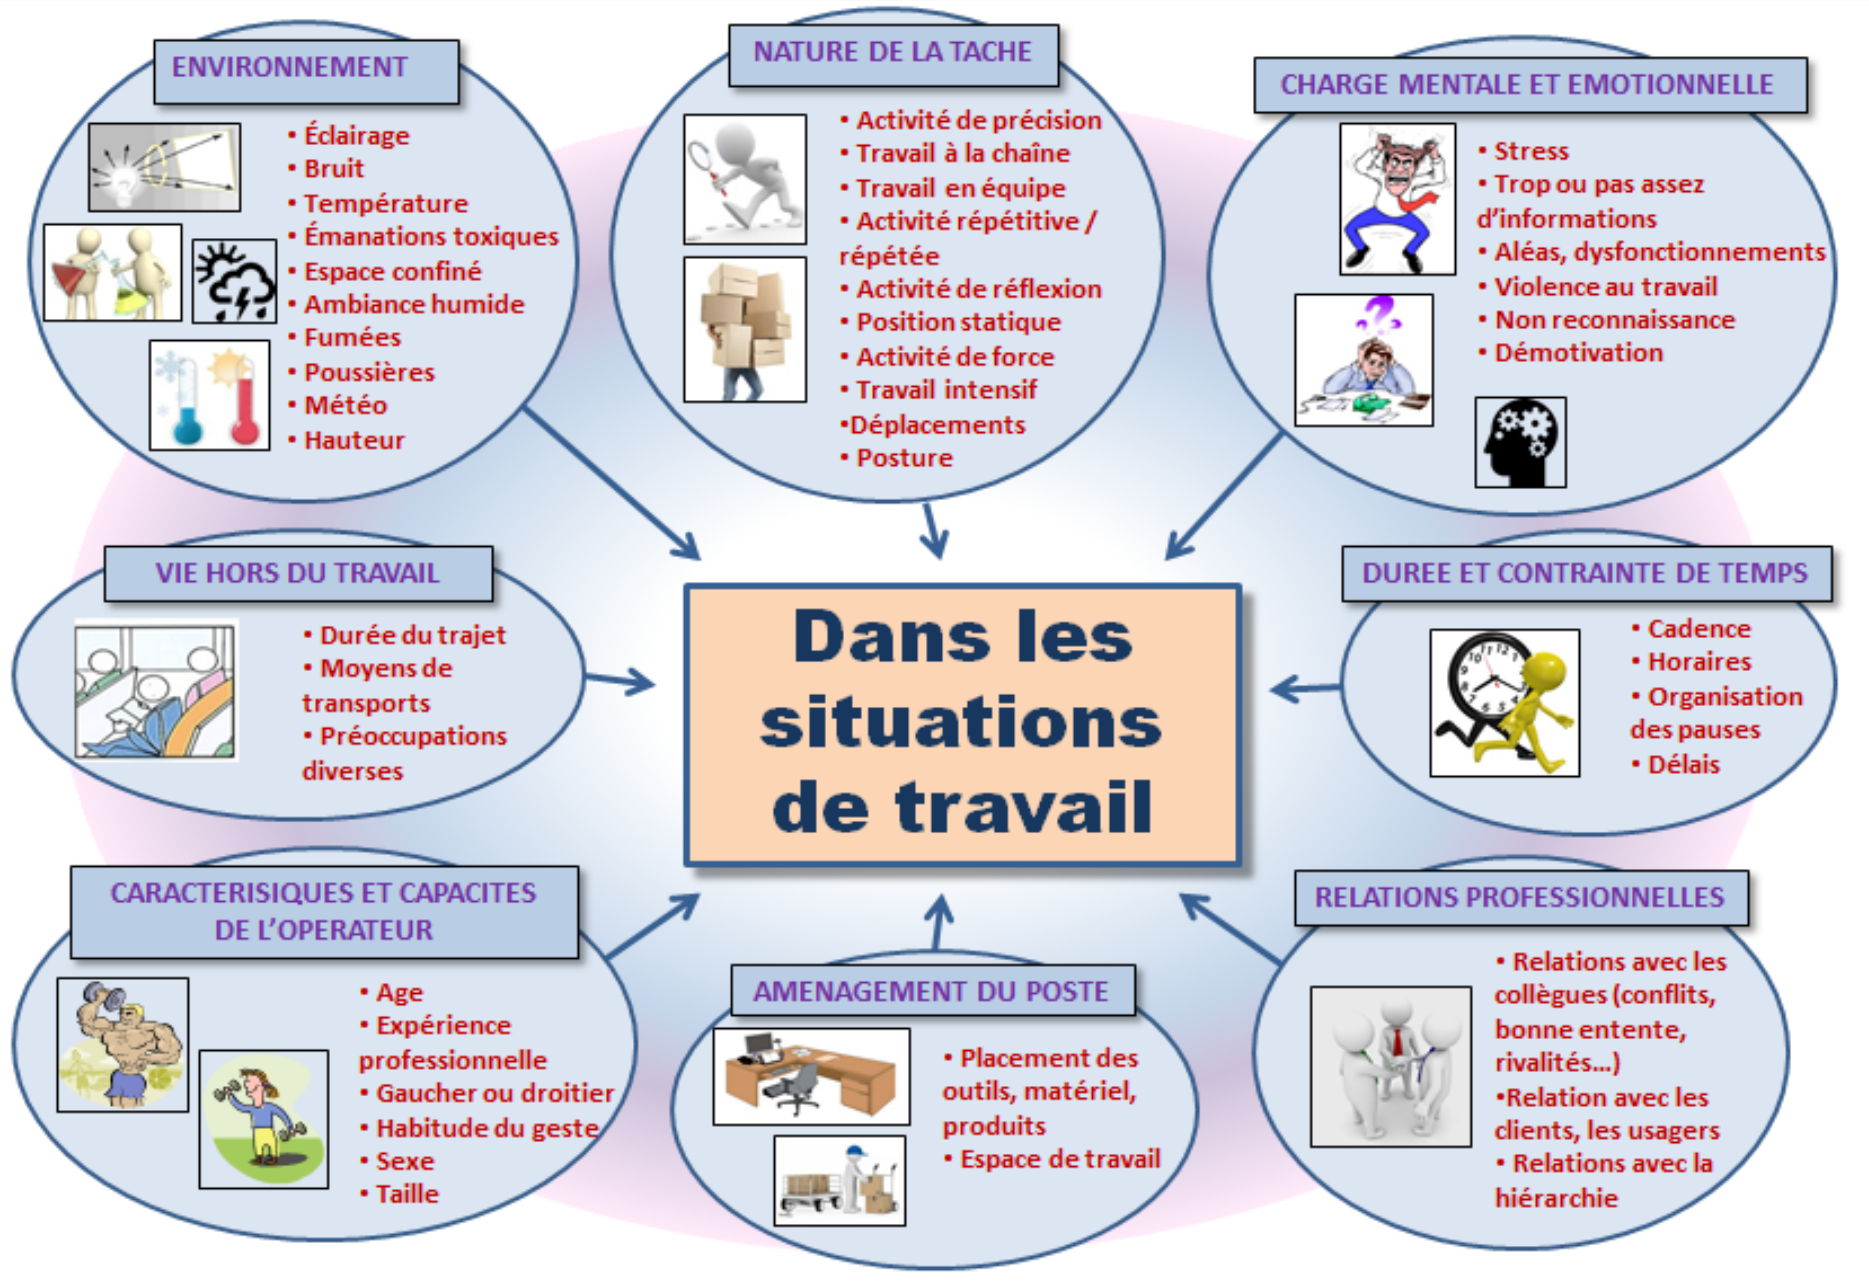 ENVIRONNEMENT
• Éclairage
• Bruit
• Température
• Émanations toxiques
• Espace confiné
• Ambiance humide
• Fumées
• Poussières
• Météo
• Hauteur
NATURE DE LA TACHE
• Activité de précision
• Travail à la chaîne
• Travail en équipe
• Activité répétitive /
répétée
• Activité de réflexion
• Position statique
• Activité de force
• Travail intensif
•Déplacements
• Posture
CHARGE MENTALE ET EMOTIONNELLE
• Stress
• Trop ou pas assez
d’informations
• Aléas, dysfonctionnements
• Violence au travail
• Non reconnaissance
• Démotivation
VIE HORS DU TRAVAIL
• Durée du trajet
• Moyens de
transports
• Préoccupations
diverses
Dans les
situations
de travail
DUREE ET CONTRAINTE DE TEMPS
• Cadence
• Horaires
• Organisation
des pauses
• Délais
CARACTERISIQUES ET CAPACITES
DE L’OPERATEUR
• Age
• Expérience
professionnelle
• Gaucher ou droitier
• Habitude du geste
• Sexe
• Taille
AMENAGEMENT DU POSTE
• Placement des
outils, matériel,
produits
• Espace de travail
RELATIONS PROFESSIONNELLES
• Relations avec les
collègues (conflits,
bonne entente,
rivalités...)
•Relation avec les
clients, les usagers
• Relations avec la
hiérarchie